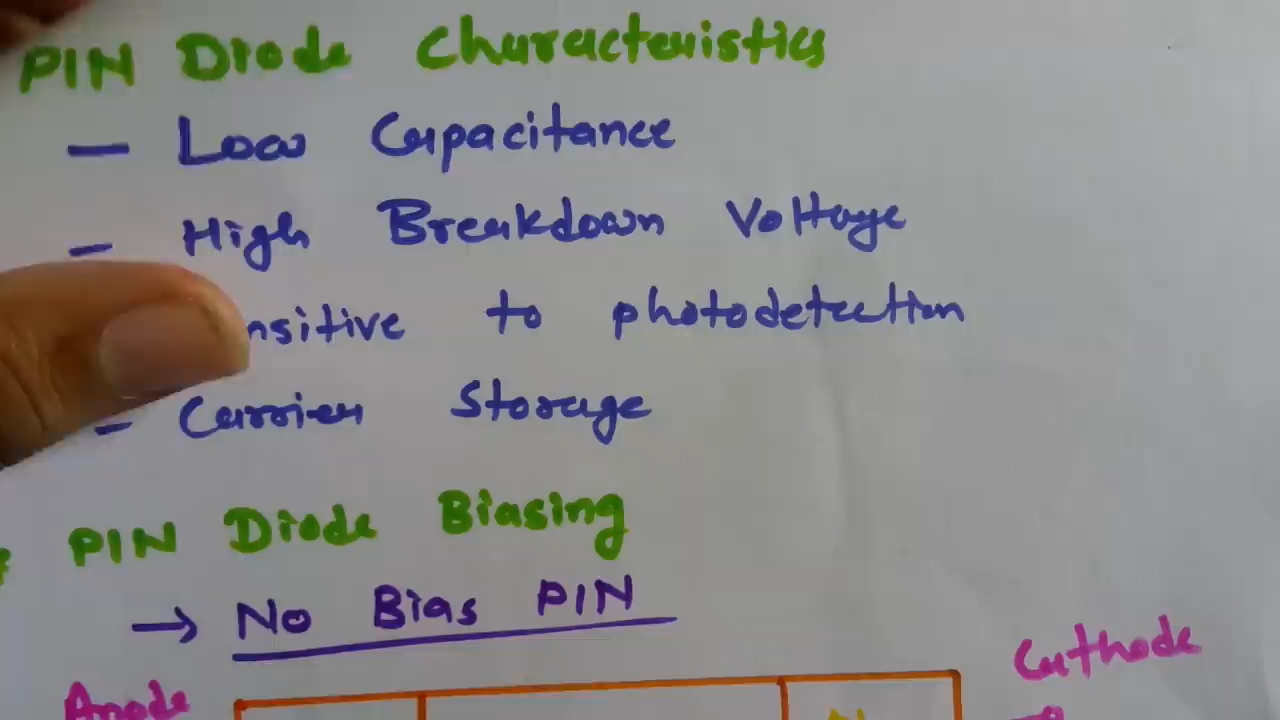 PIN Diode Characteristics
- Low Capacitance
- High Breakdown Voltage
nsitive to photodetection
- Carrier Storage
PIN Diode Biasing
→ No Bias PIN
Cathode
Anode